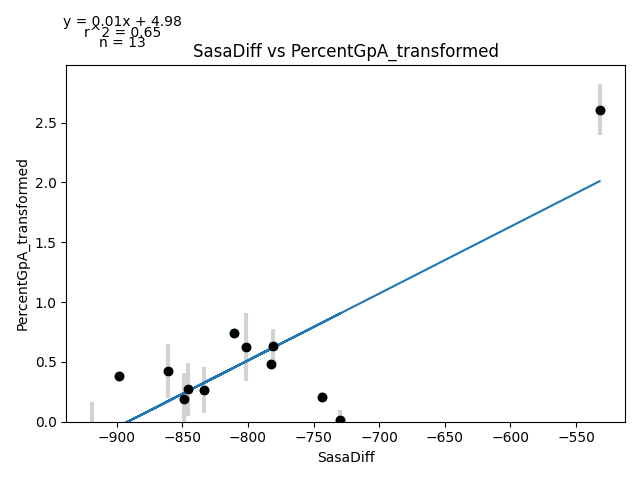 y = 0.01x + 4.98
r^2 = 0.65
n = 13
SasaDiff vs PercentGpA_transformed
PercentGpA_transformed
2.5
2.0
1.5
1.0
0.5
0.0
−900 −850 −800 −750 −700 −650 −600 −550
SasaDiff